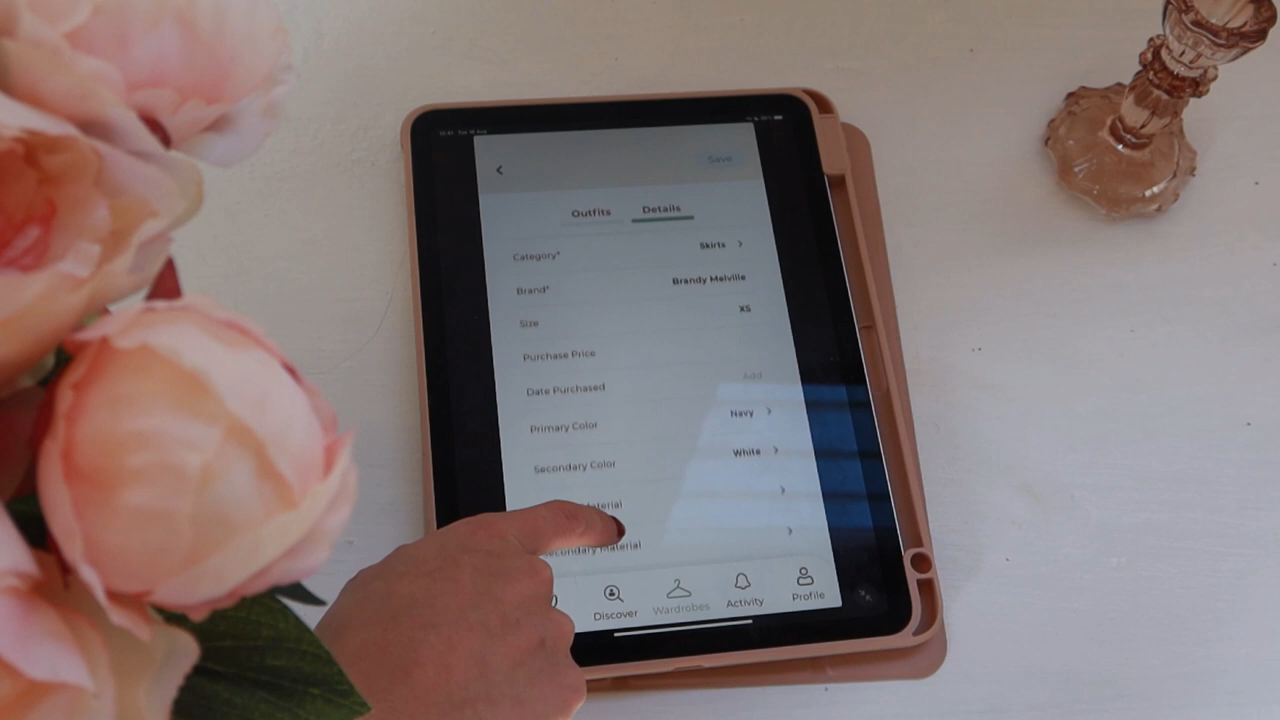 Save
Outfits Details
Category* Skirts
Brand* Brandy Melville
Size XS
Purchase Price
Date Purchased Add
Primary Color Navy
Secondary Color White
Secondary Material
Discover Wardrobes Activity Profile